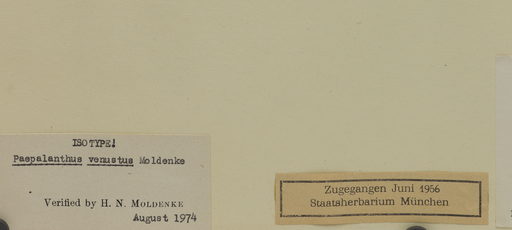 ISOTYPE!
Paepalanthus venustus Moldenke
Verified by H. N. MOLDENKE
August 1974
Zugegangen Juni 1956
Staatsherbarium München